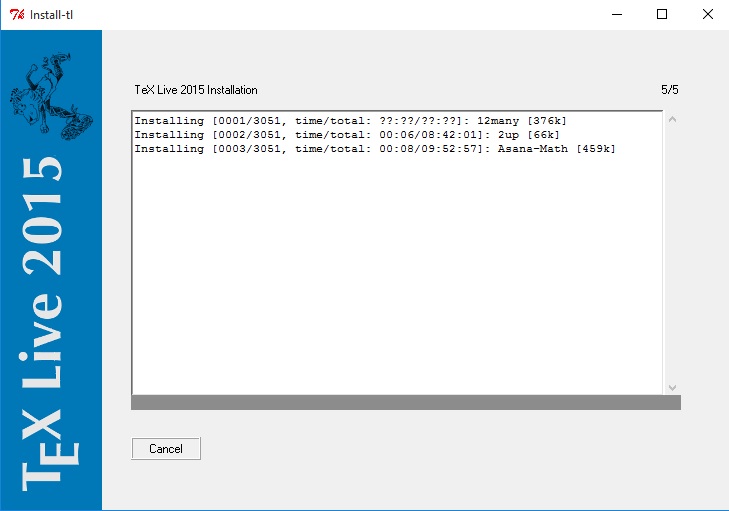 Install-tl
TeX Live 2015 Installation 5/5
Installing [0001/3051, time/total: ??:??/??:??]: 12many [376k]
Installing [0002/3051, time/total: 00:06/08:42:01]: 2up [66k]
Installing [0003/3051, time/total: 00:08/09:52:57]: Asana-Math [459k]
TEX Live 2015
Cancel